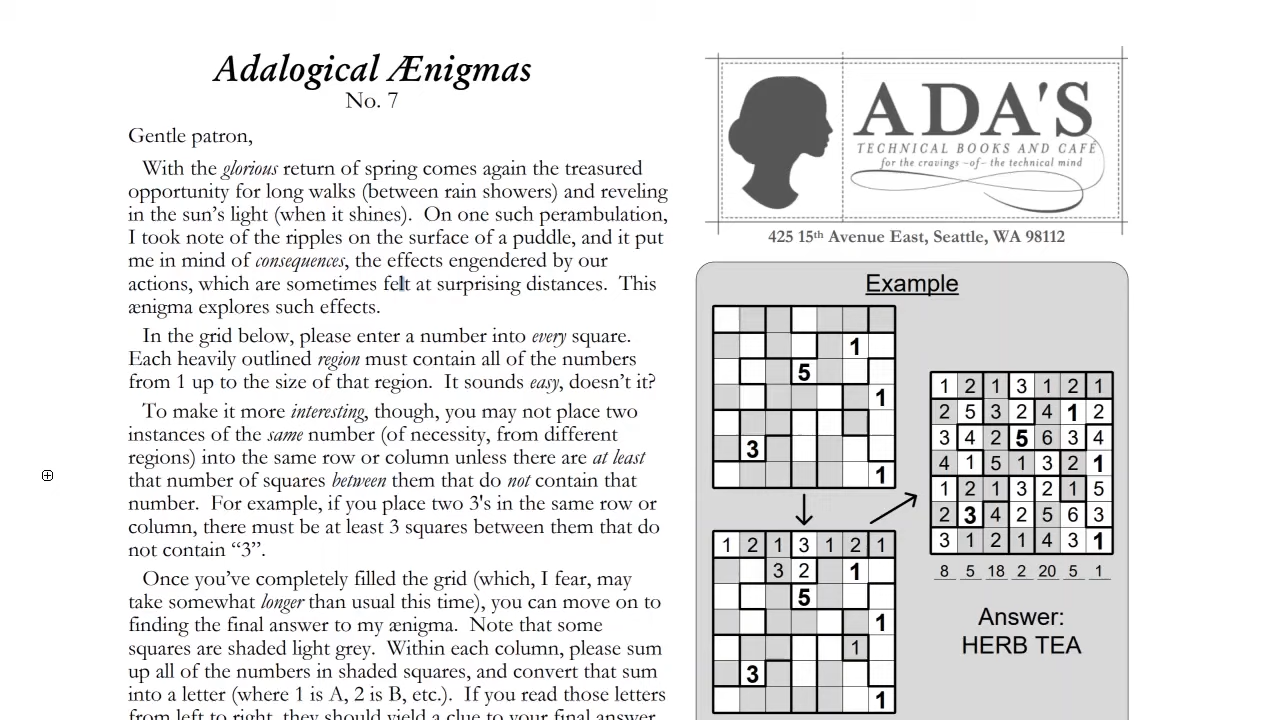 Adalogical Ænigmas
No. 7
Gentle patron,
With the glorious return of spring comes again the treasured
opportunity for long walks (between rain showers) and reveling
in the sun's light (when it shines).  On one such perambulation,
I took note of the ripples on the surface of a puddle, and it put
me in mind of consequences, the effects engendered by our
actions, which are sometimes felt at surprising distances.  This
ænigma explores such effects.
In the grid below, please enter a number into every square.
Each heavily outlined region must contain all of the numbers
from 1 up to the size of that region.  It sounds easy, doesn't it?
To make it more interesting, though, you may not place two
instances of the same number (of necessity, from different
regions) into the same row or column unless there are at least
that number of squares between them that do not contain that
number.  For example, if you place two 3's in the same row or
column, there must be at least 3 squares between them that do
not contain “3”.
Once you've completely filled the grid (which, I fear, may
take somewhat longer than usual this time), you can move on to
finding the final answer to my ænigma.  Note that some
squares are shaded light grey.  Within each column, please sum
up all of the numbers in shaded squares, and convert that sum
into a letter (where 1 is A, 2 is B, etc.).  If you read those letters
from left to right, they should yield a clue to your final answer.
ADA'S
TECHNICAL BOOKS AND CAFÉ
for the cravings -of- the technical mind
425 15th Avenue East, Seattle, WA 98112
Example
1
5
1
3
1
1 2 1 3 1 2 1
3 2 1
5
1
1
3
1
1 2 1 3 1 2 1
2 5 3 2 4 1 2
3 4 2 5 6 3 4
4 1 5 1 3 2 1
1 2 1 3 2 1 5
2 3 4 2 5 6 3
3 1 2 1 4 3 1
8 5 18 2 20 5 1
Answer:
HERB TEA